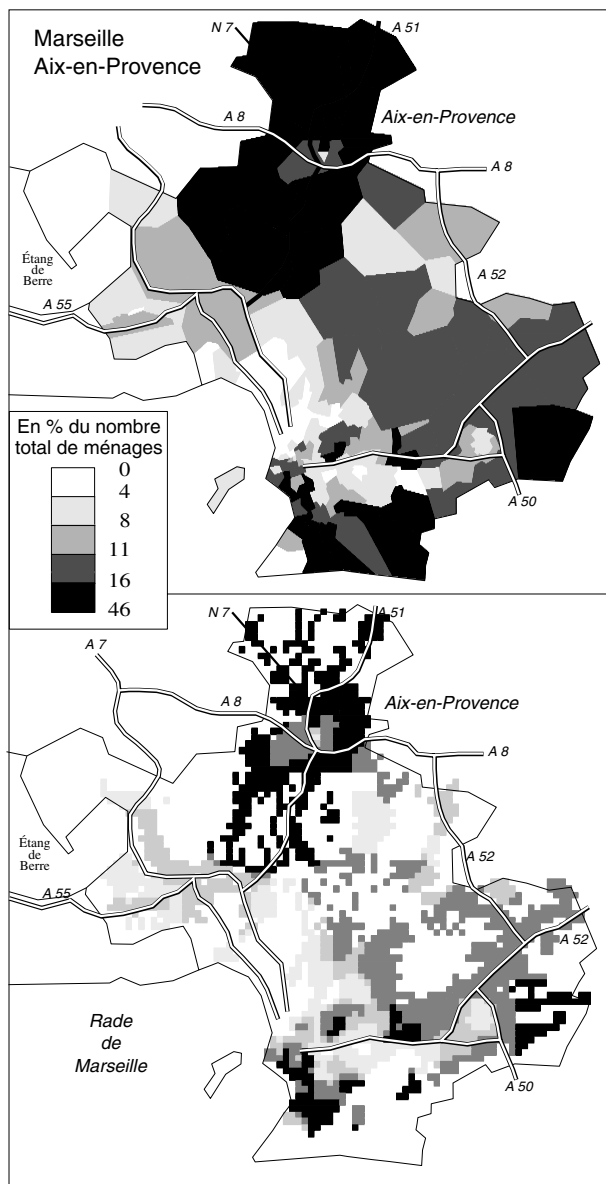 Marseille
Aix-en-Provence
N 7
A 51
A 8
Aix-en-Provence
A 8
Étang
de
Berre
A 52
A 55
En % du nombre
total de ménages
0
4
8
11
16
46
A 50
N 7
A 51
A 7
A 8
Aix-en-Provence
A 8
Étang
de
Berre
A 52
A 55
A 52
Rade
de
Marseille
A 50